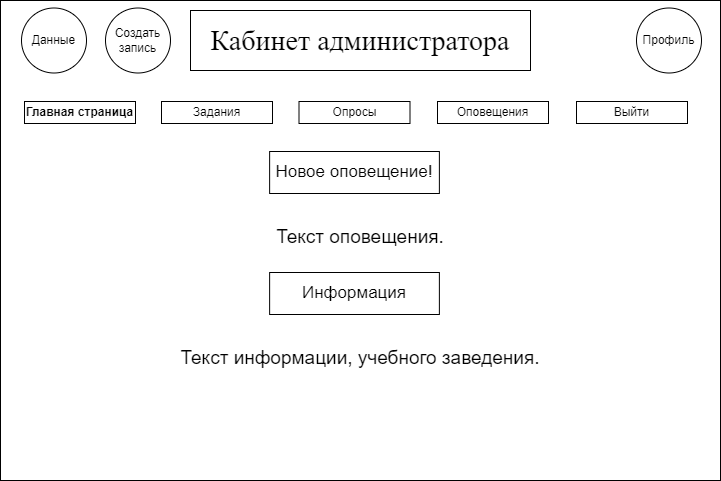 Данные
Создать
запись
Кабинет администратора
Профиль
Главная страница
Задания
Опросы
Оповещения
Выйти
Новое оповещение!
Текст оповещения.
Информация
Текст информации, учебного заведения.